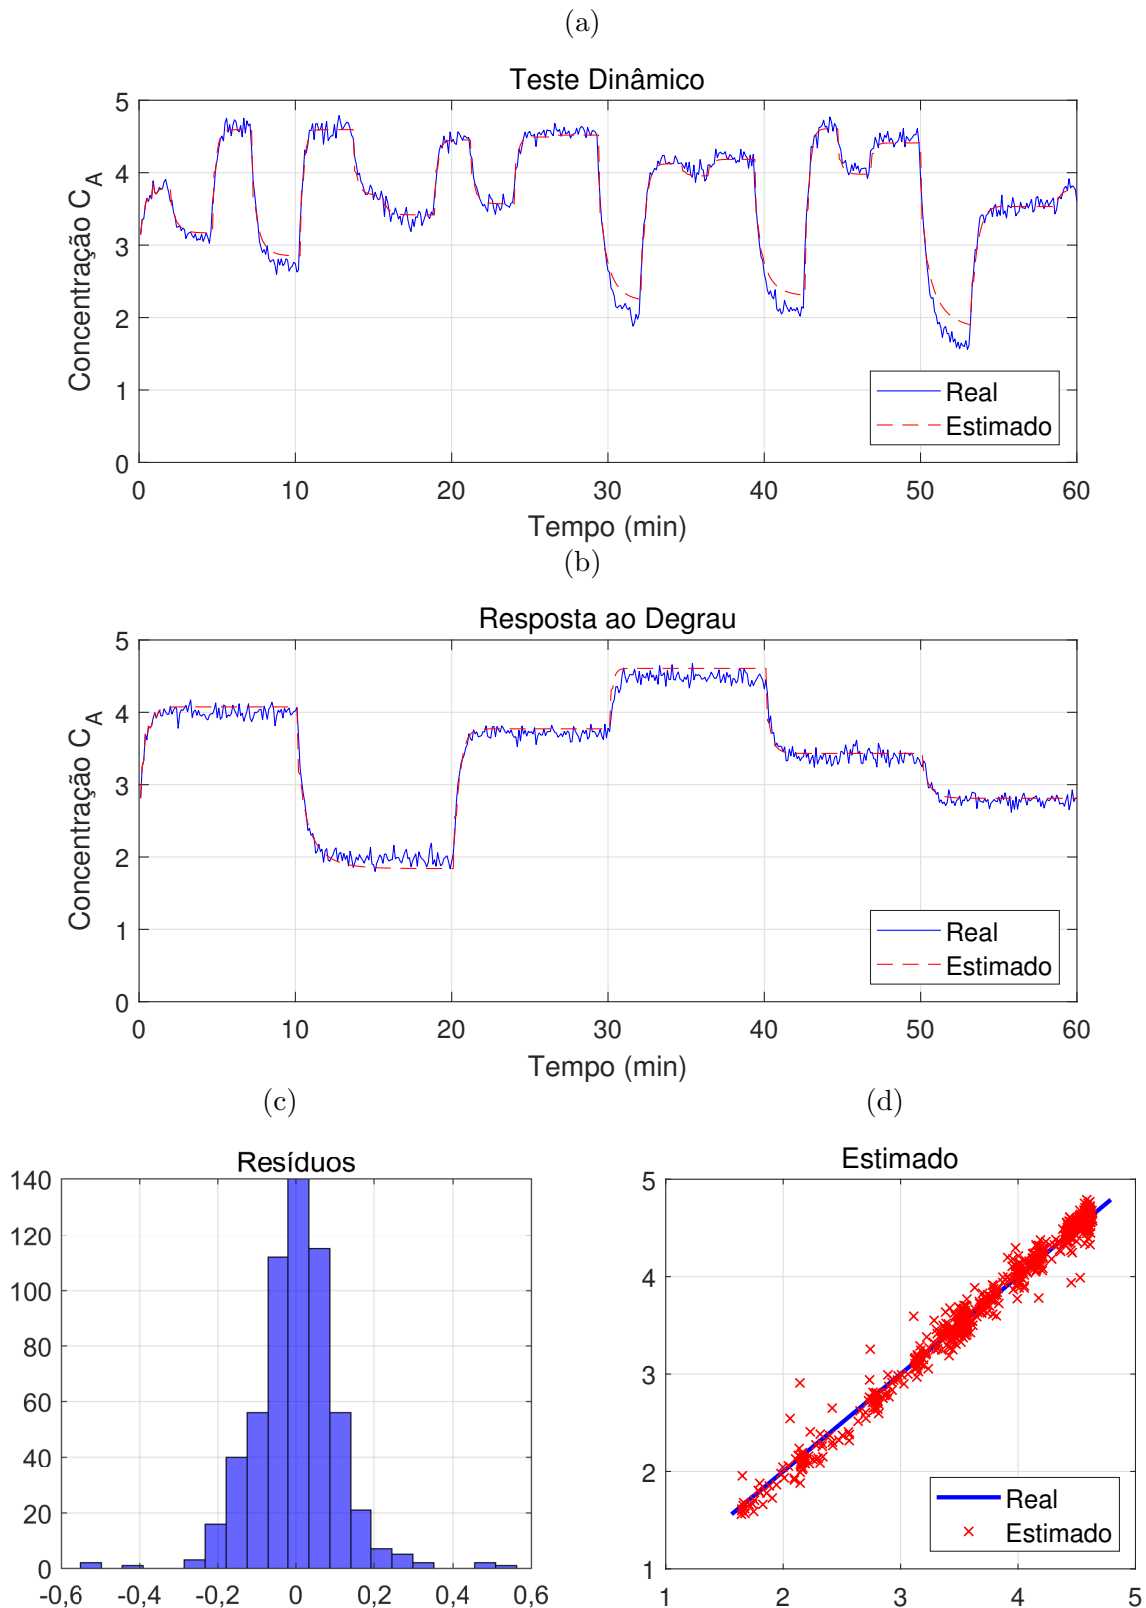 (a)
Teste Dinâmico
5
4
3
2
1
0
Concentração C_A
Real
Estimado
0 10 20 30 40 50 60
Tempo (min)
(b)
Resposta ao Degrau
5
4
3
2
1
0
Concentração C_A
Real
Estimado
0 10 20 30 40 50 60
Tempo (min)
(c)
Resíduos
140
120
100
80
60
40
20
0
-0,6 -0,4 -0,2 0 0,2 0,4 0,6
(d)
Estimado
5
4
3
2
1
Real
Estimado
1 2 3 4 5